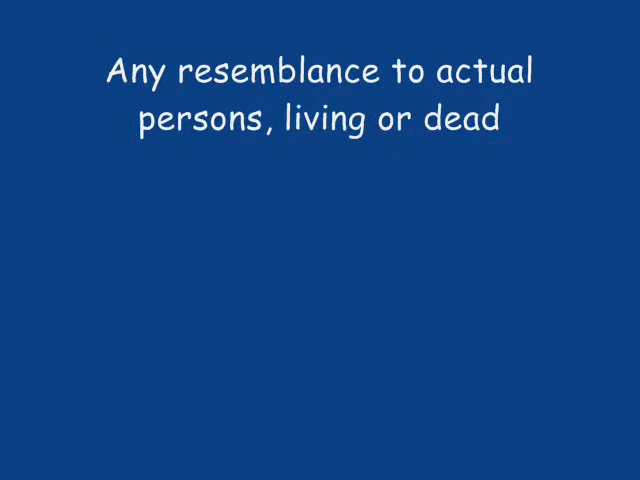 Any resemblance to actual
persons, living or dead